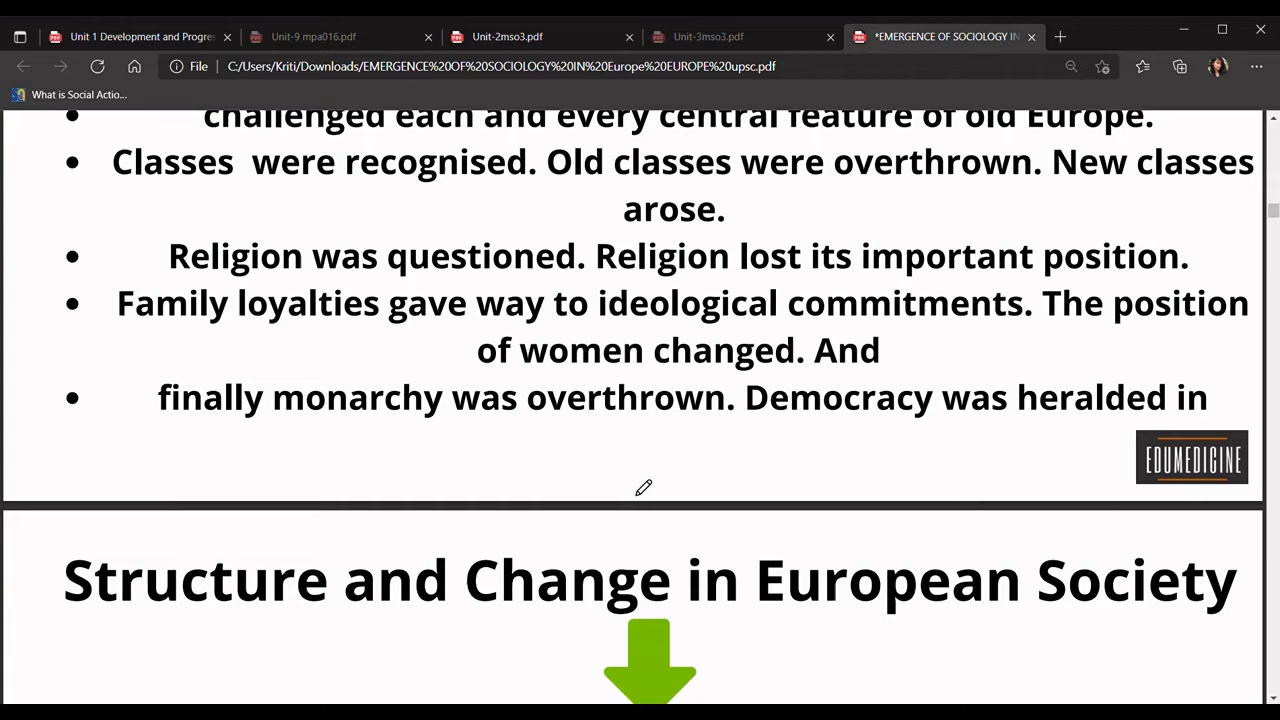 Unit 1 Development and Progres
Unit-9 mpa016.pdf
Unit-2mso3.pdf
Unit-3mso3.pdf
*EMERGENCE OF SOCIOLOGY IN
File
C:/Users/Kriti/Downloads/EMERGENCE%20OF%20SOCIOLOGY%20IN%20Europe%20EUROPE%20upsc.pdf
What is Social Actio...
challenged each and every central feature of old Europe.
Classes were recognised. Old classes were overthrown. New classes
arose.
Religion was questioned. Religion lost its important position.
Family loyalties gave way to ideological commitments. The position
of women changed. And
finally monarchy was overthrown. Democracy was heralded in
EDUMEDICINE
Structure and Change in European Society